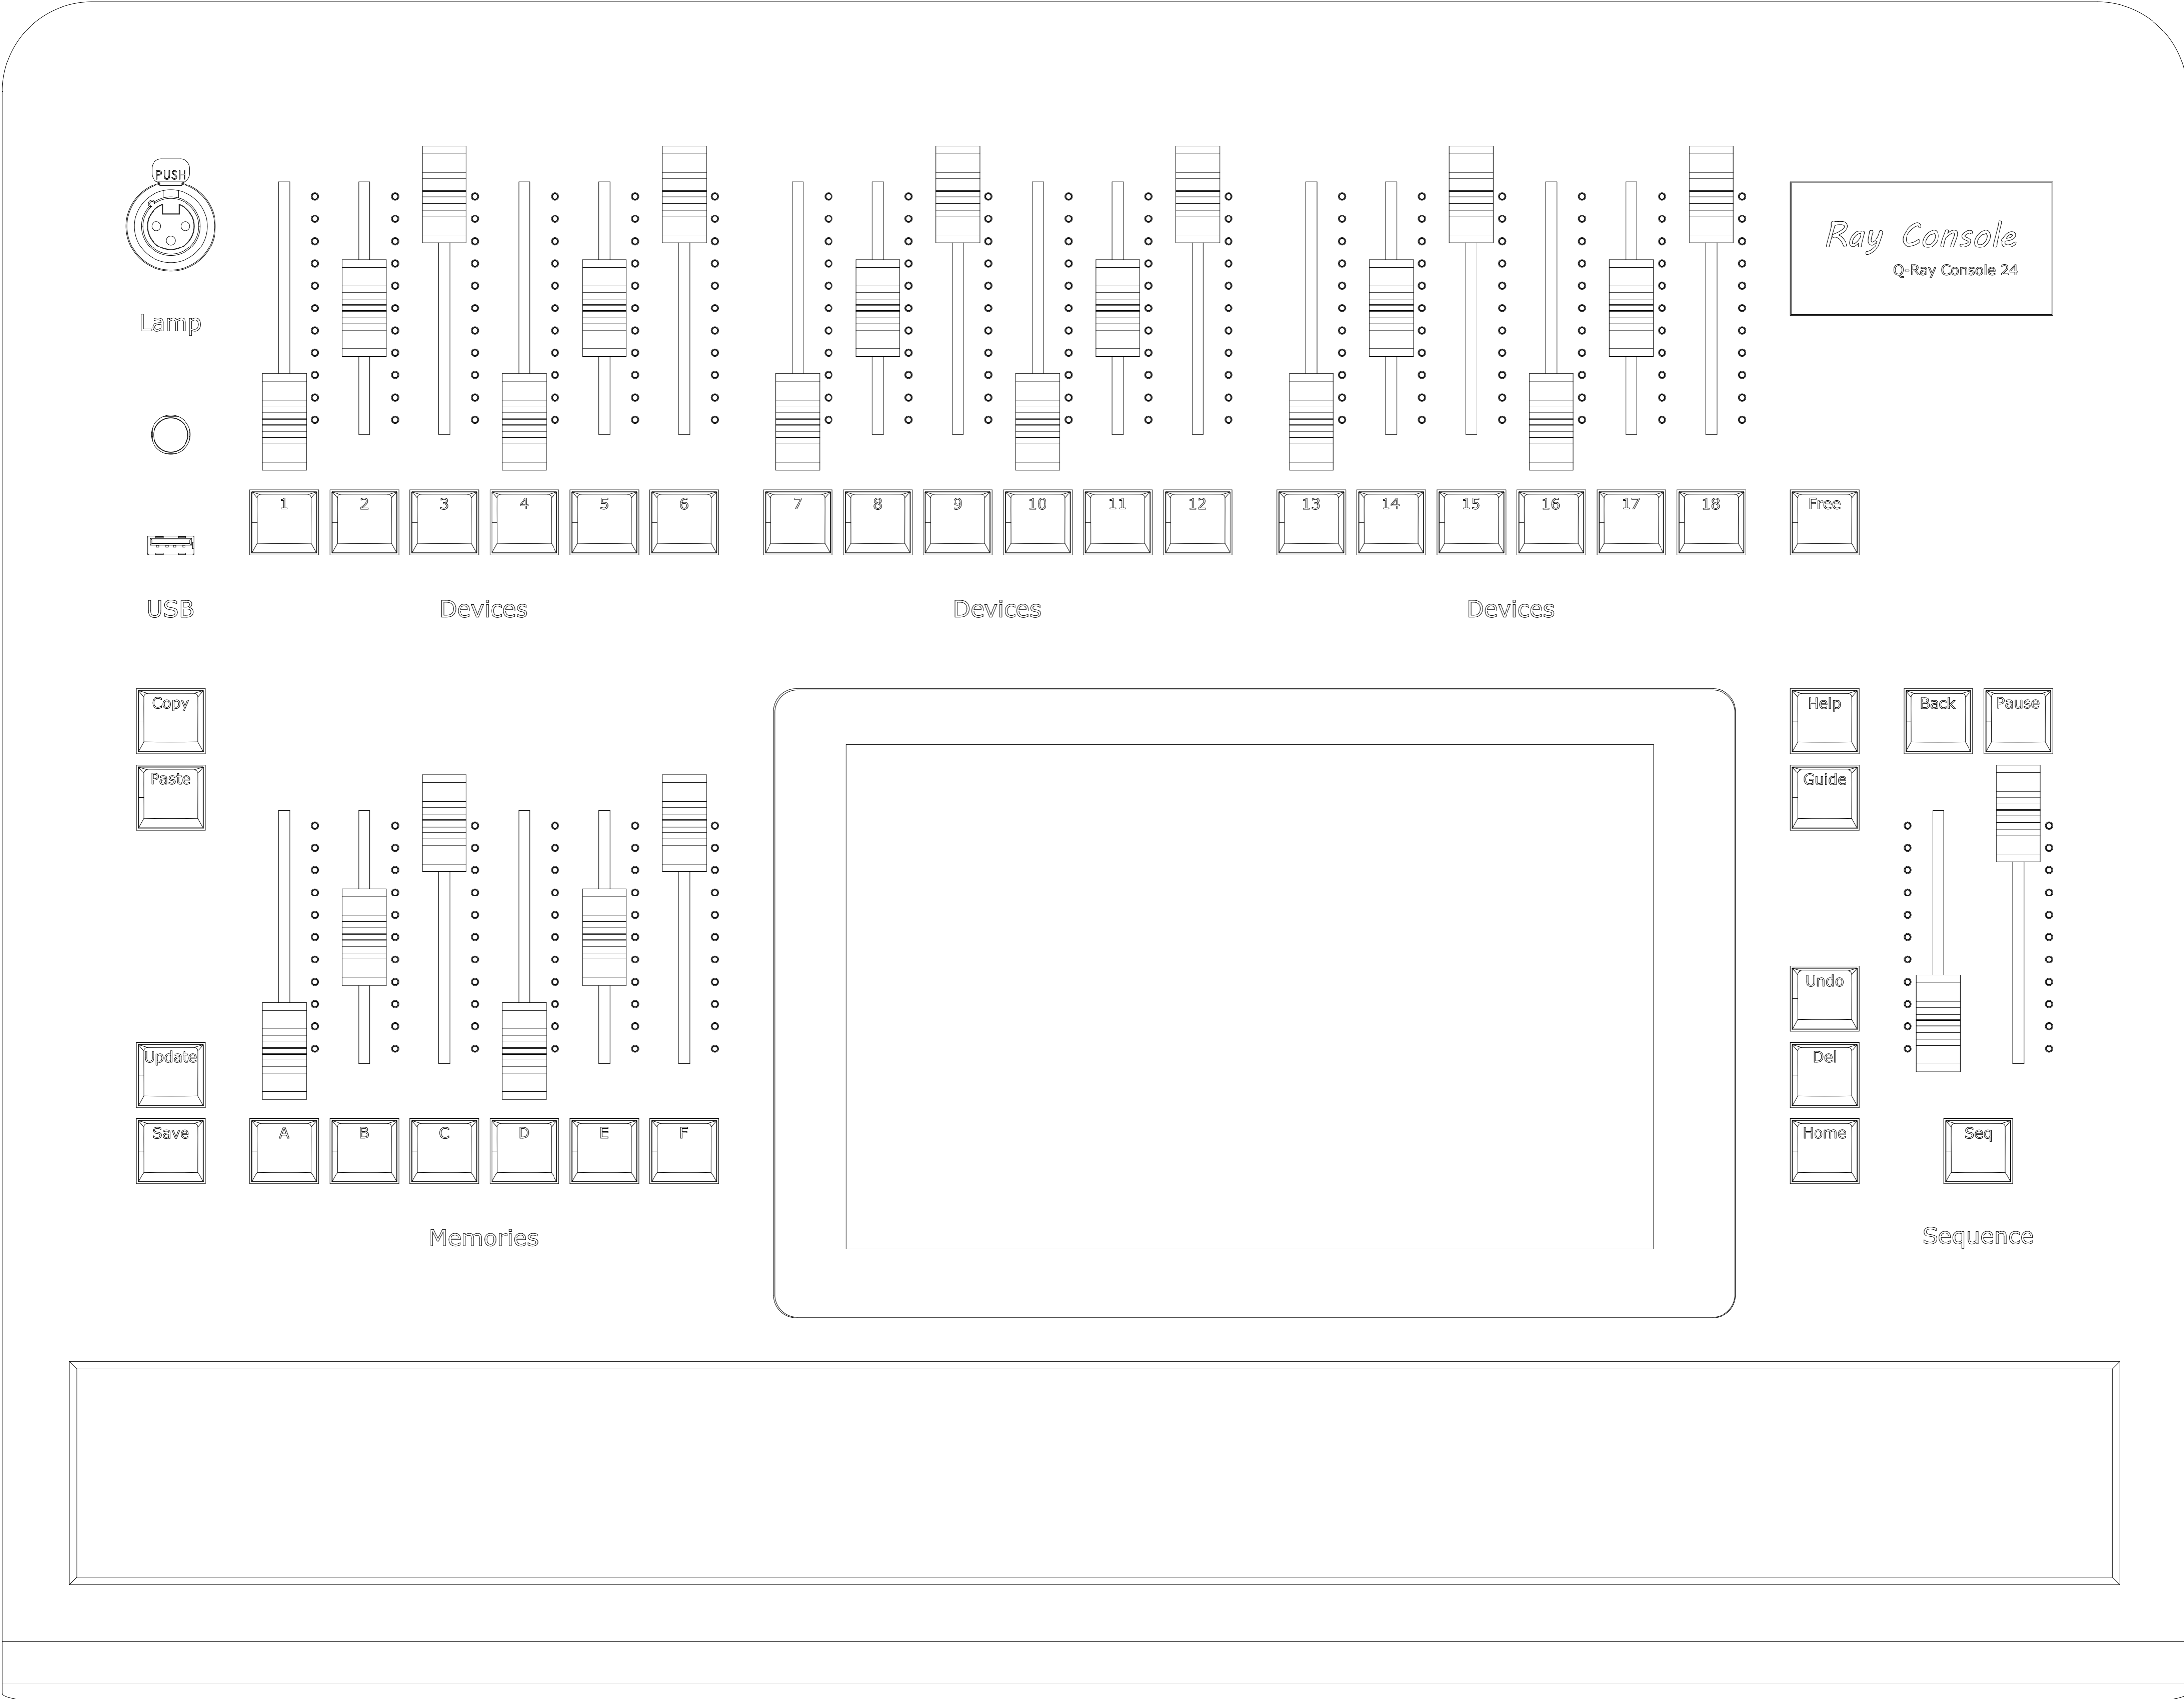 PUSH
Ray Console
Q-Ray Console 24
Lamp
1 2 3 4 5 6 7 8 9 10 11 12 13 14 15 16 17 18 Free
USB Devices Devices Devices
Copy Help Back Pause
Paste Guide
Undo
Update Del
Save A B C D E F Home Seq
Memories Sequence